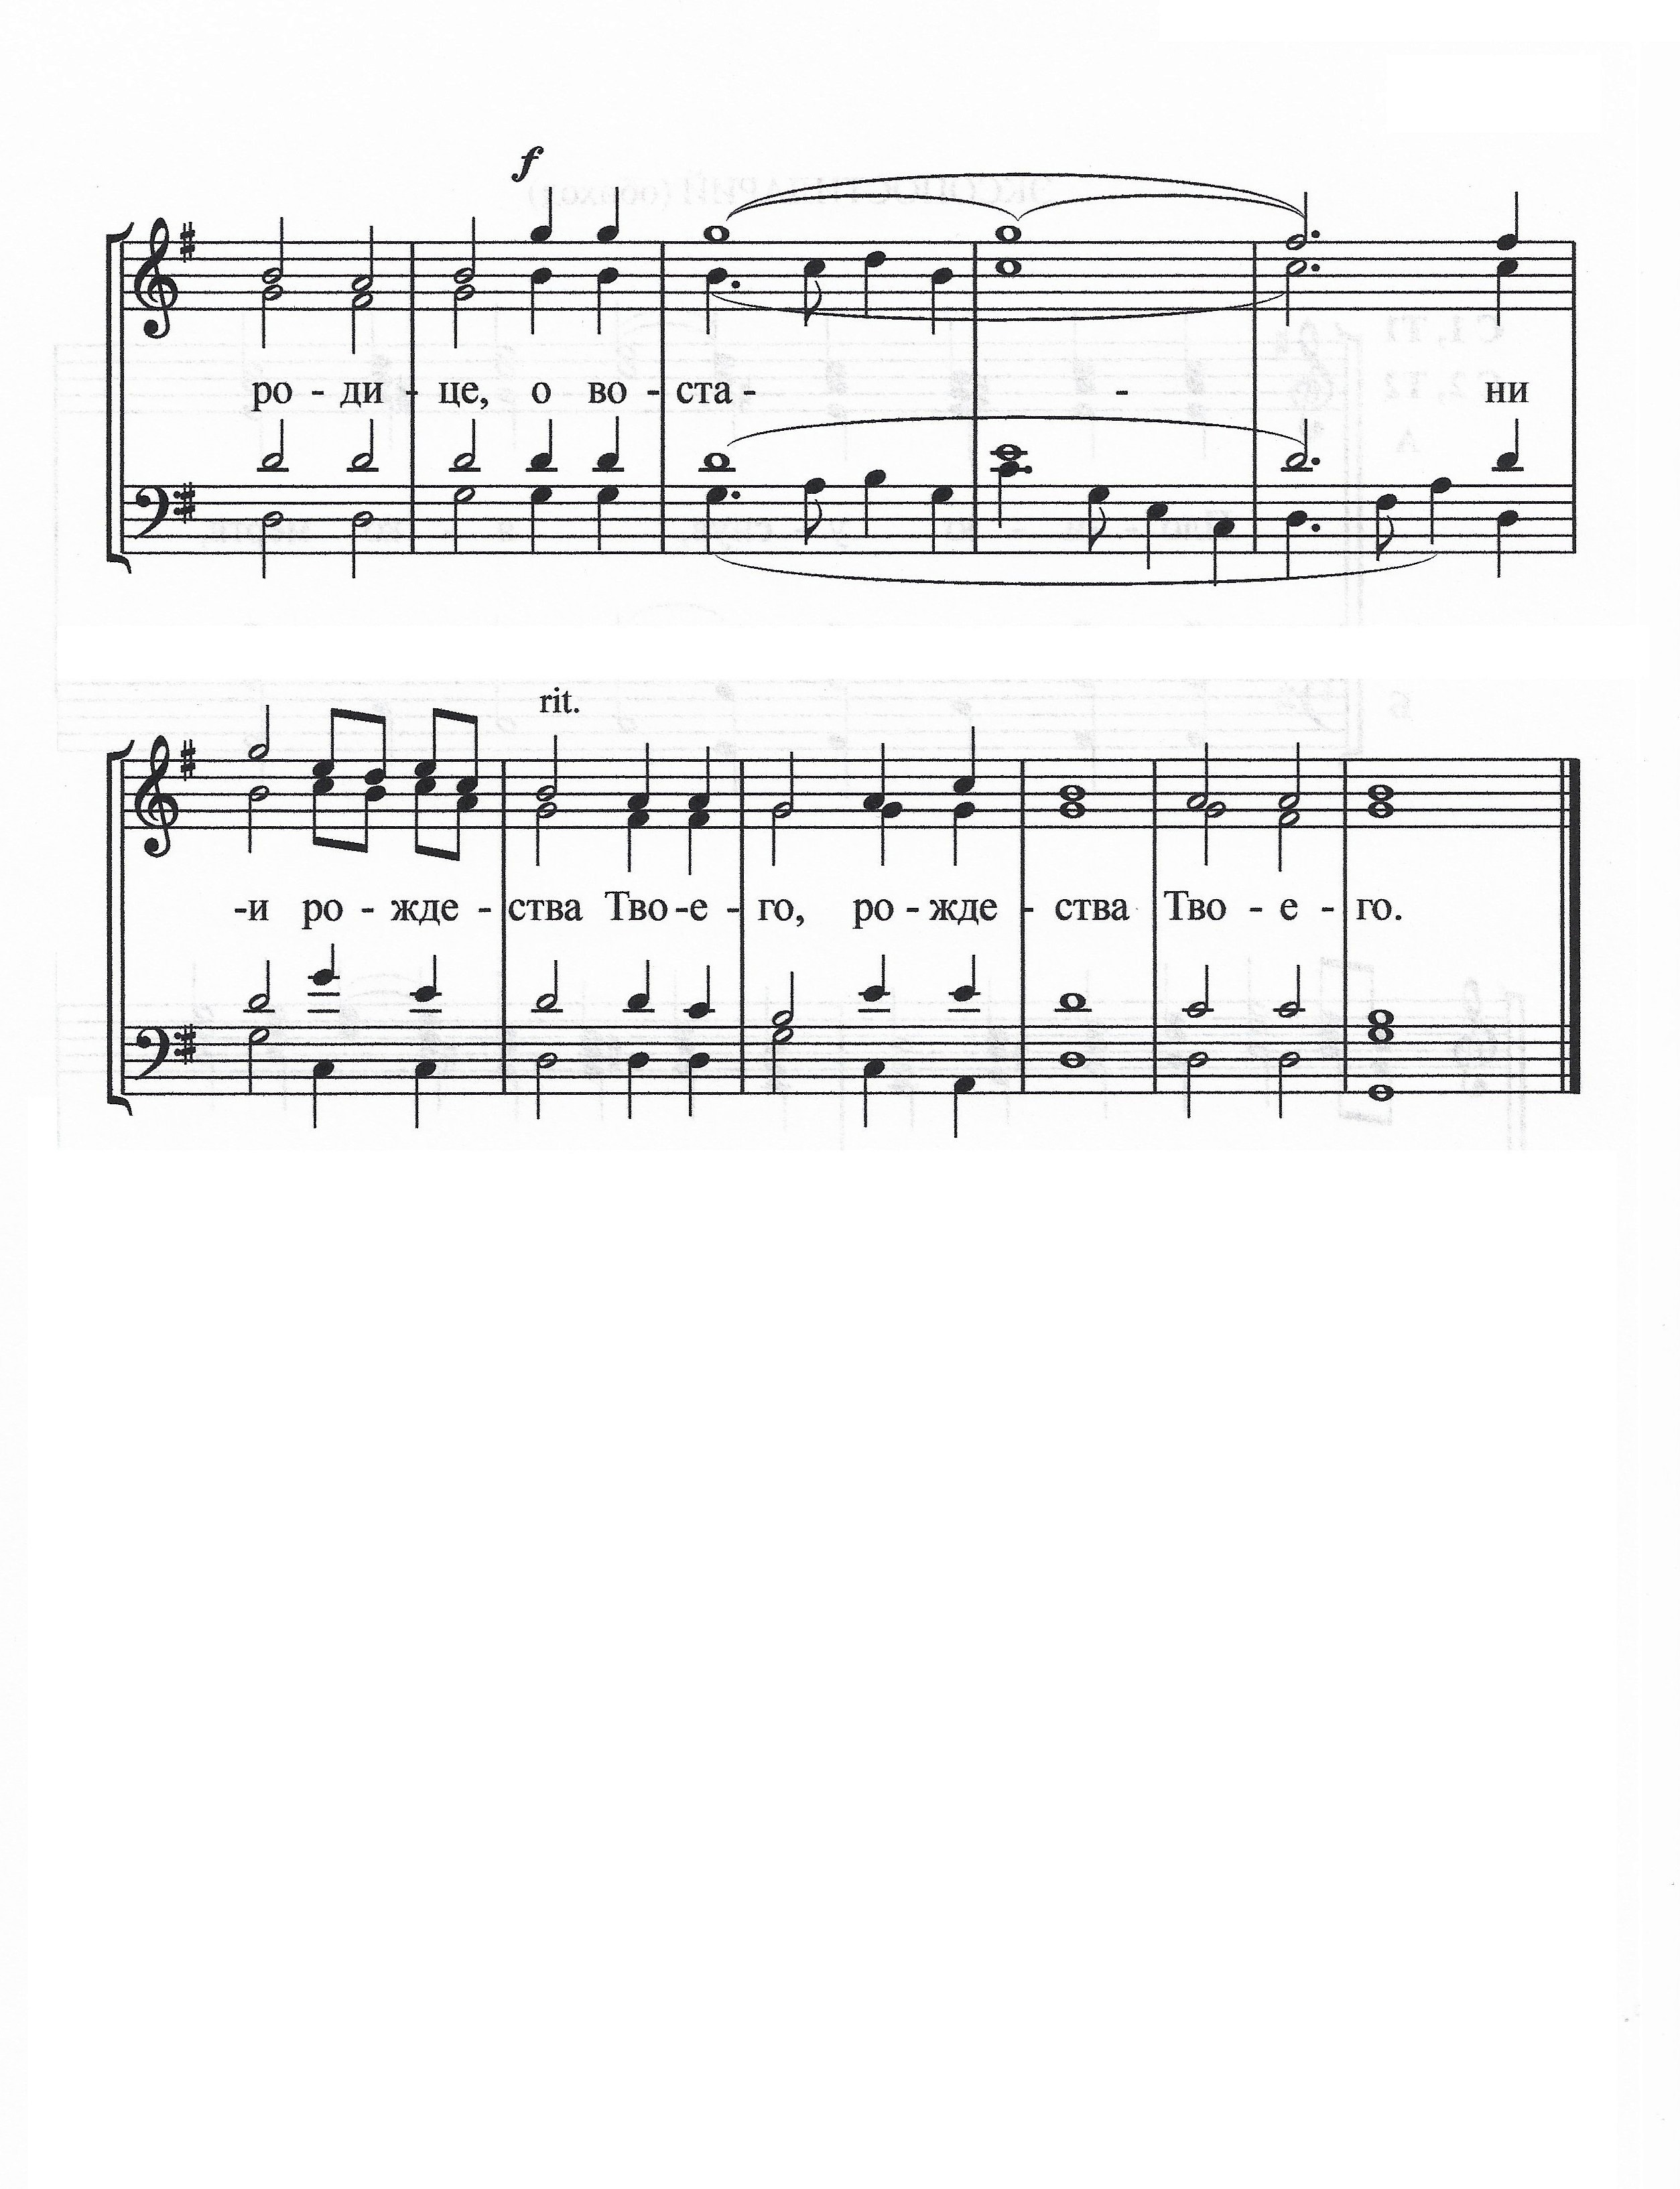 f
ро - ди - це, о во - ста - - ни
rit.
-и ро - жде - ства Тво -е - го, ро - жде - ства Тво - е - го.